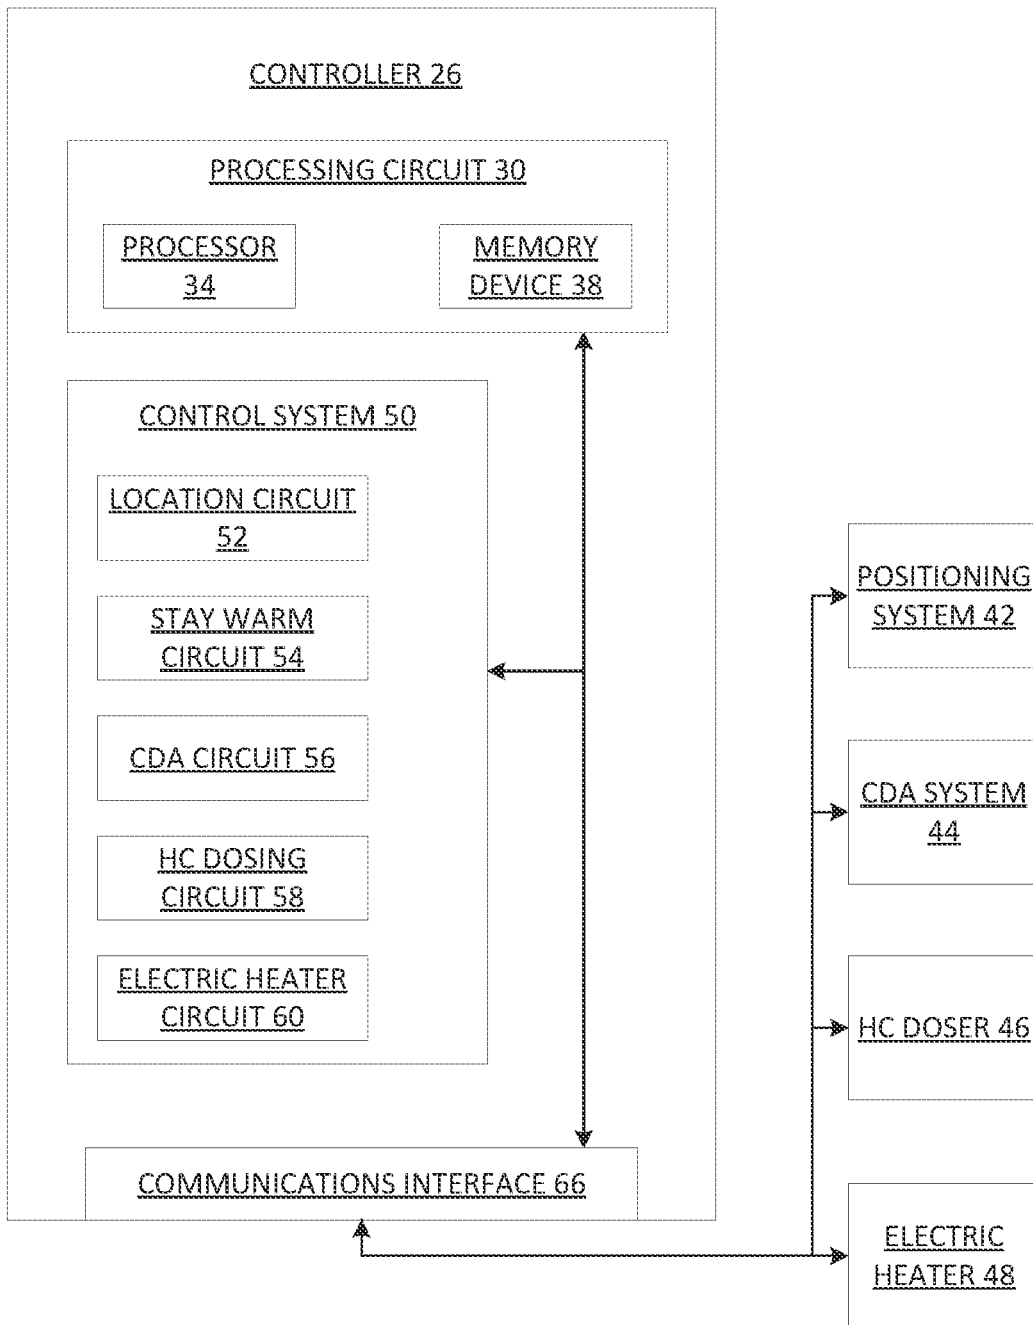 CONTROLLER 26
PROCESSING CIRCUIT 30
PROCESSOR
34
MEMORY
DEVICE 38
CONTROL SYSTEM 50
LOCATION CIRCUIT
52
STAY WARM
CIRCUIT 54
CDA CIRCUIT 56
HC DOSING
CIRCUIT 58
ELECTRIC HEATER
CIRCUIT 60
COMMUNICATIONS INTERFACE 66
POSITIONING
SYSTEM 42
CDA SYSTEM
44
HC DOSER 46
ELECTRIC
HEATER 48